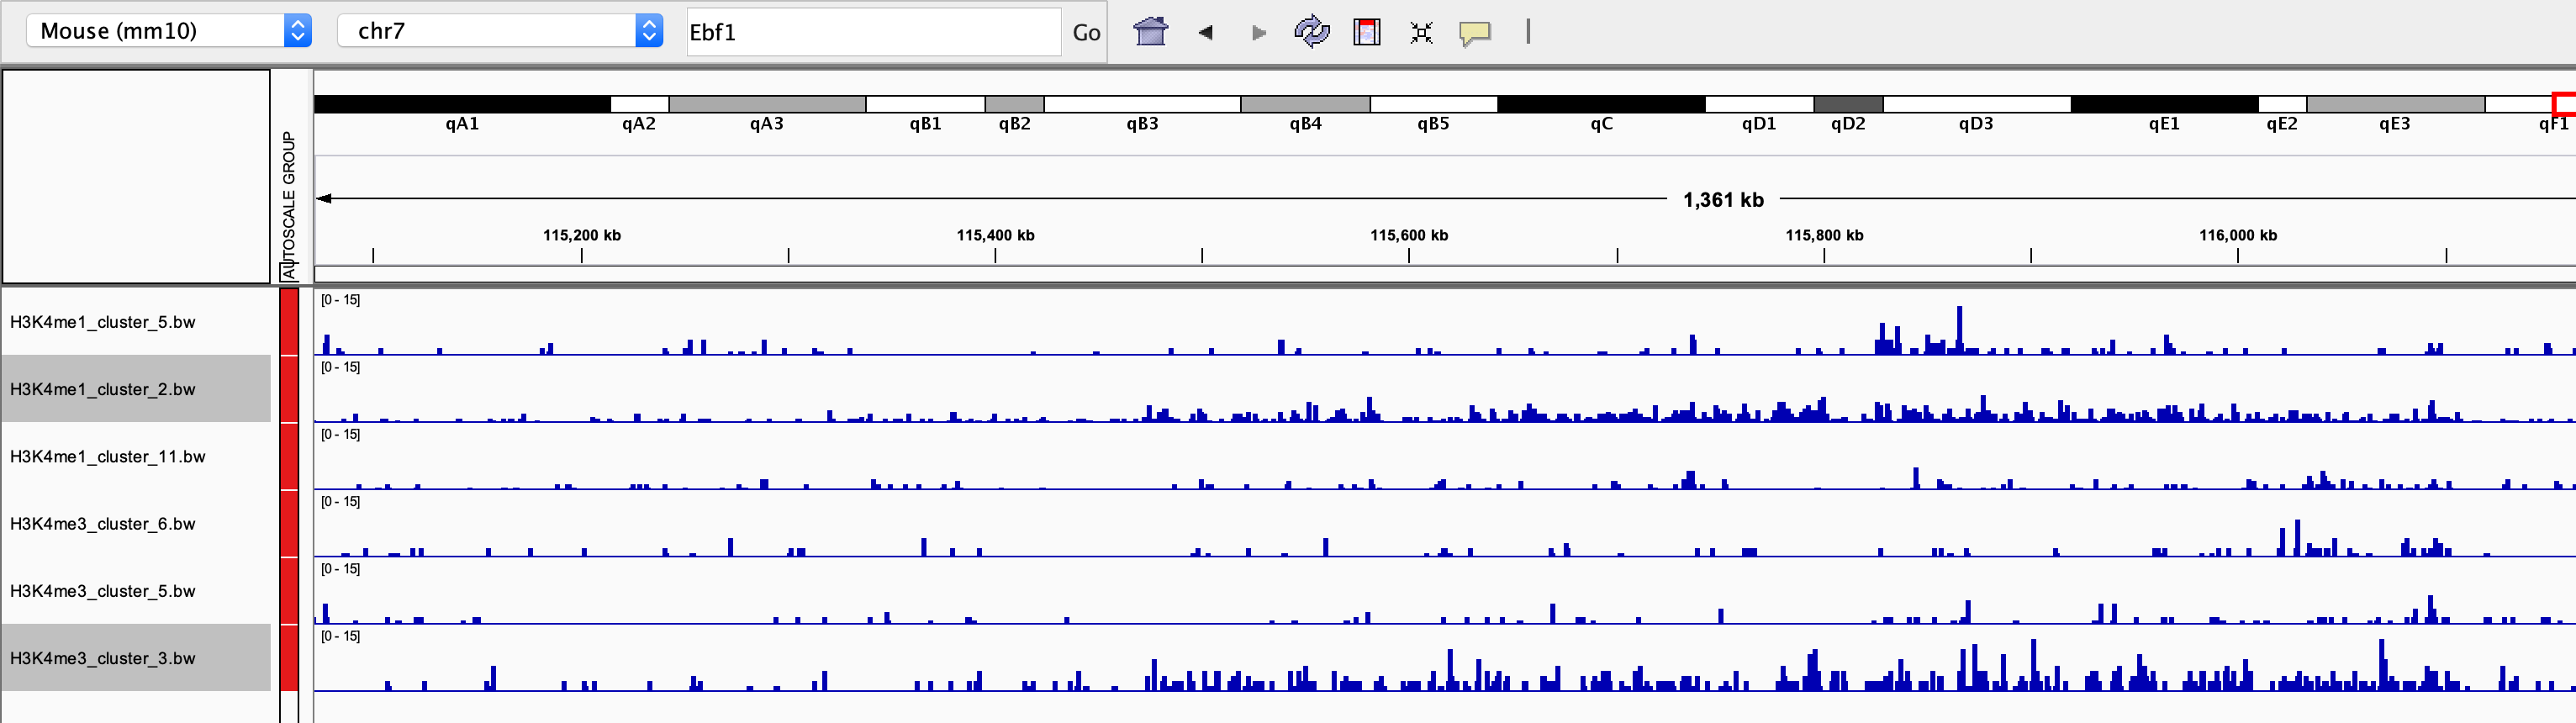 Mouse (mm10) chr7 Ebf1 Go
qA1 qA2 qA3 qB1 qB2 qB3 qB4 qB5 qC qD1 qD2 qD3 qE1 qE2 qE3 qF1
AUTOSCALE GROUP
1,361 kb
115,200 kb 115,400 kb 115,600 kb 115,800 kb 116,000 kb
[0 - 15]
H3K4me1_cluster_5.bw
[0 - 15]
H3K4me1_cluster_2.bw
[0 - 15]
H3K4me1_cluster_11.bw
[0 - 15]
H3K4me3_cluster_6.bw
[0 - 15]
H3K4me3_cluster_5.bw
[0 - 15]
H3K4me3_cluster_3.bw